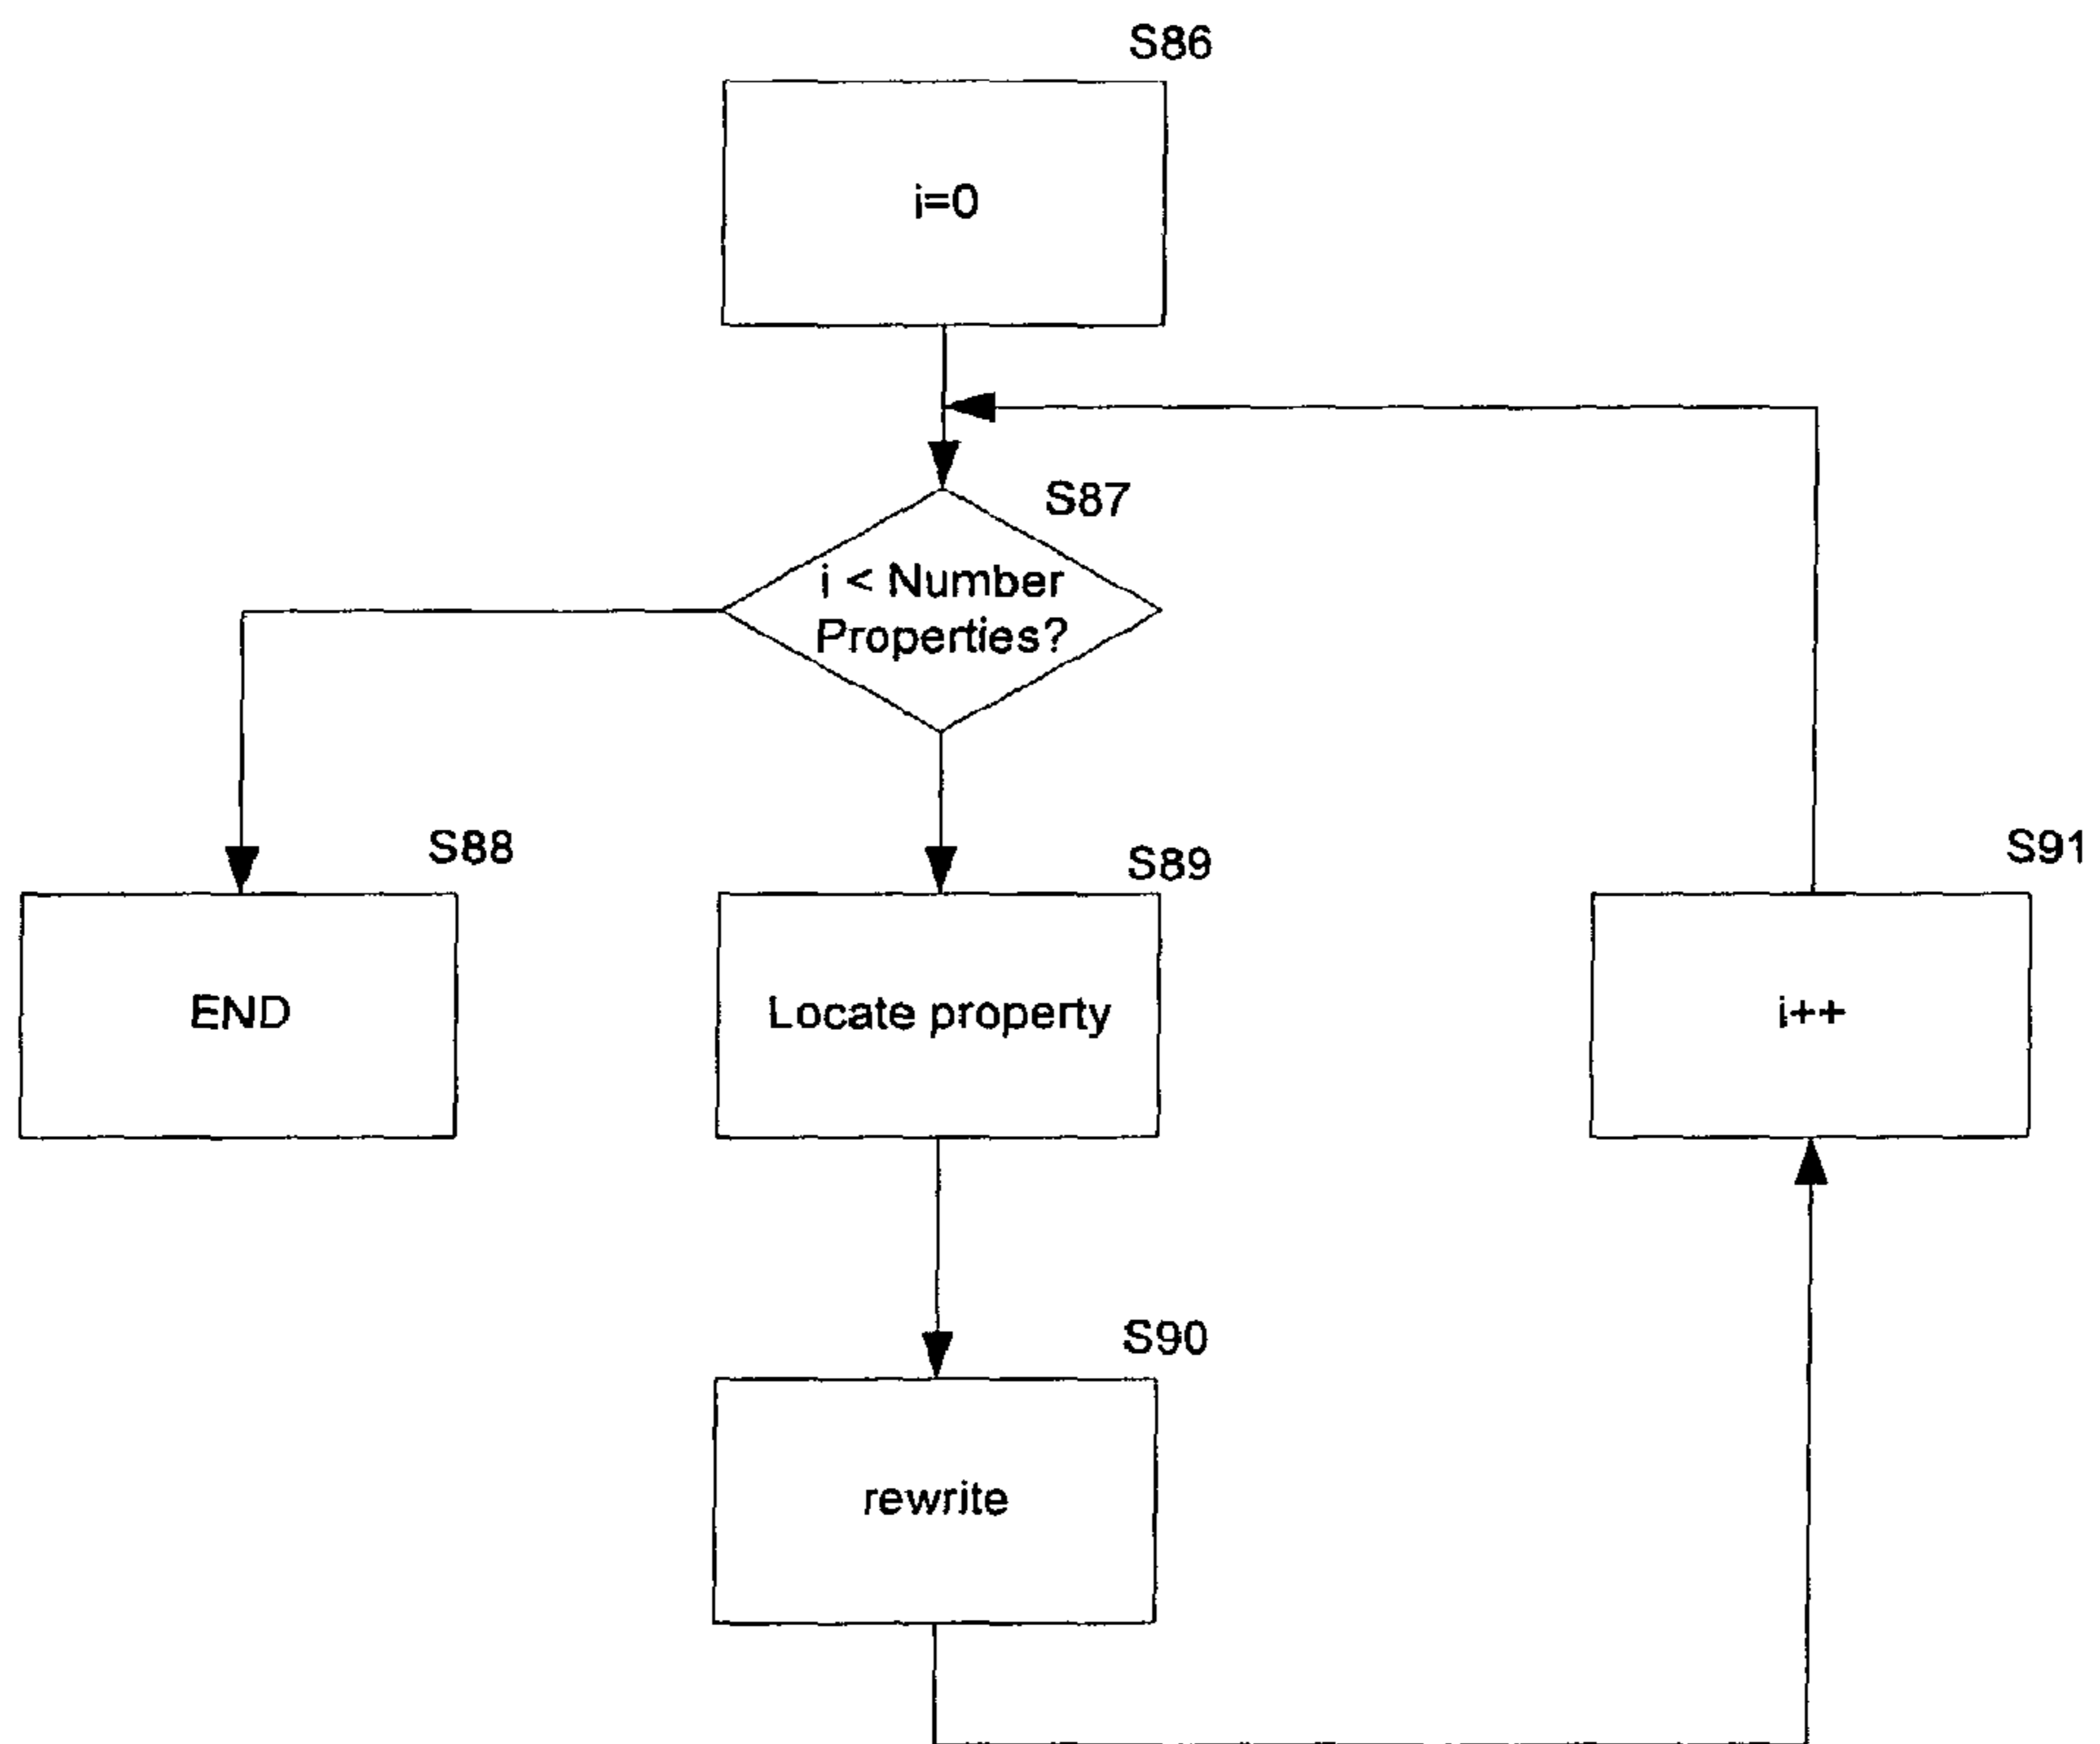 S86
i=0
S87
i < Number
Properties?
S88
END
S89
Locate property
S91
i++
S90
rewrite